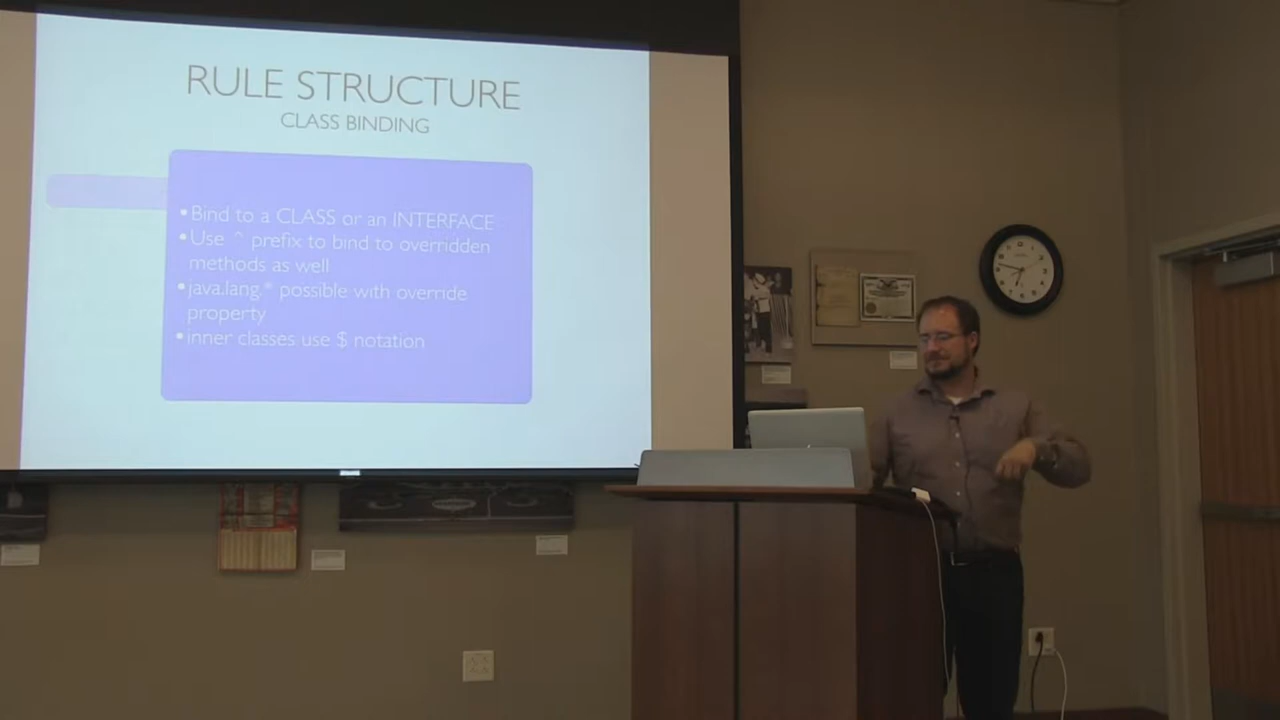 RULE STRUCTURE
CLASS BINDING
•Bind to a CLASS or an INTERFACE
•Use ^ prefix to bind to overridden
methods as well
•java.lang.* possible with override
property
•inner classes use $ notation